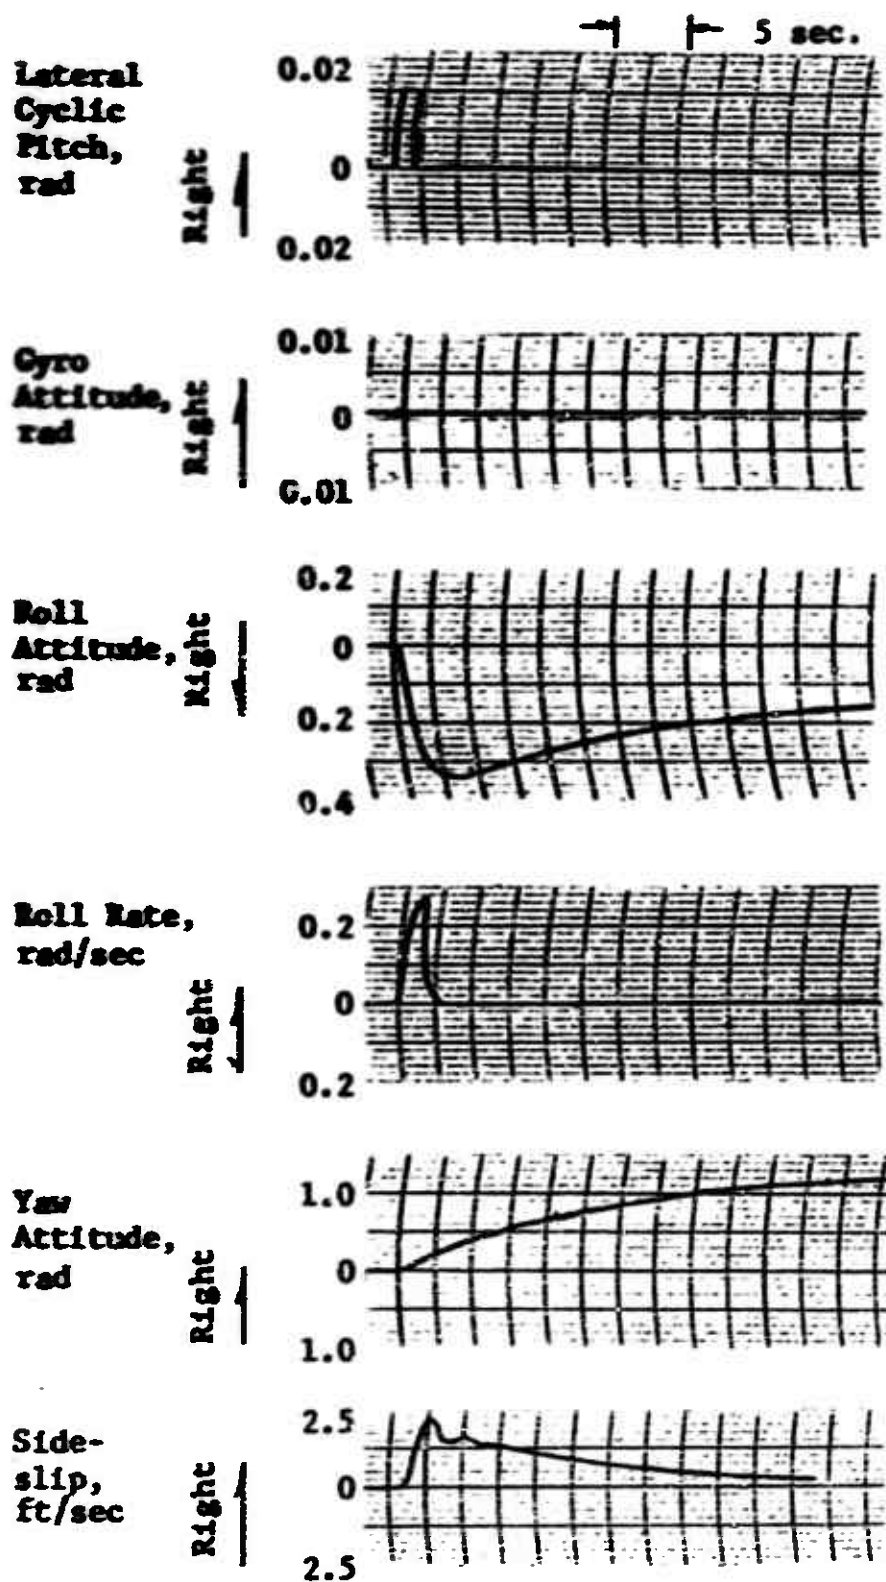 5 sec.
Lateral
Cyclic
Pitch,
rad
Right
0.02
0
0.02
Gyro
Attitude,
rad
Right
0.01
0
G.01
Roll
Attitude,
rad
Right
0.2
0
0.2
0.4
Roll Rate,
rad/sec
Right
0.2
0
0.2
Yaw
Attitude,
rad
Right
1.0
0
1.0
Side-
slip,
ft/sec
Right
2.5
0
2.5